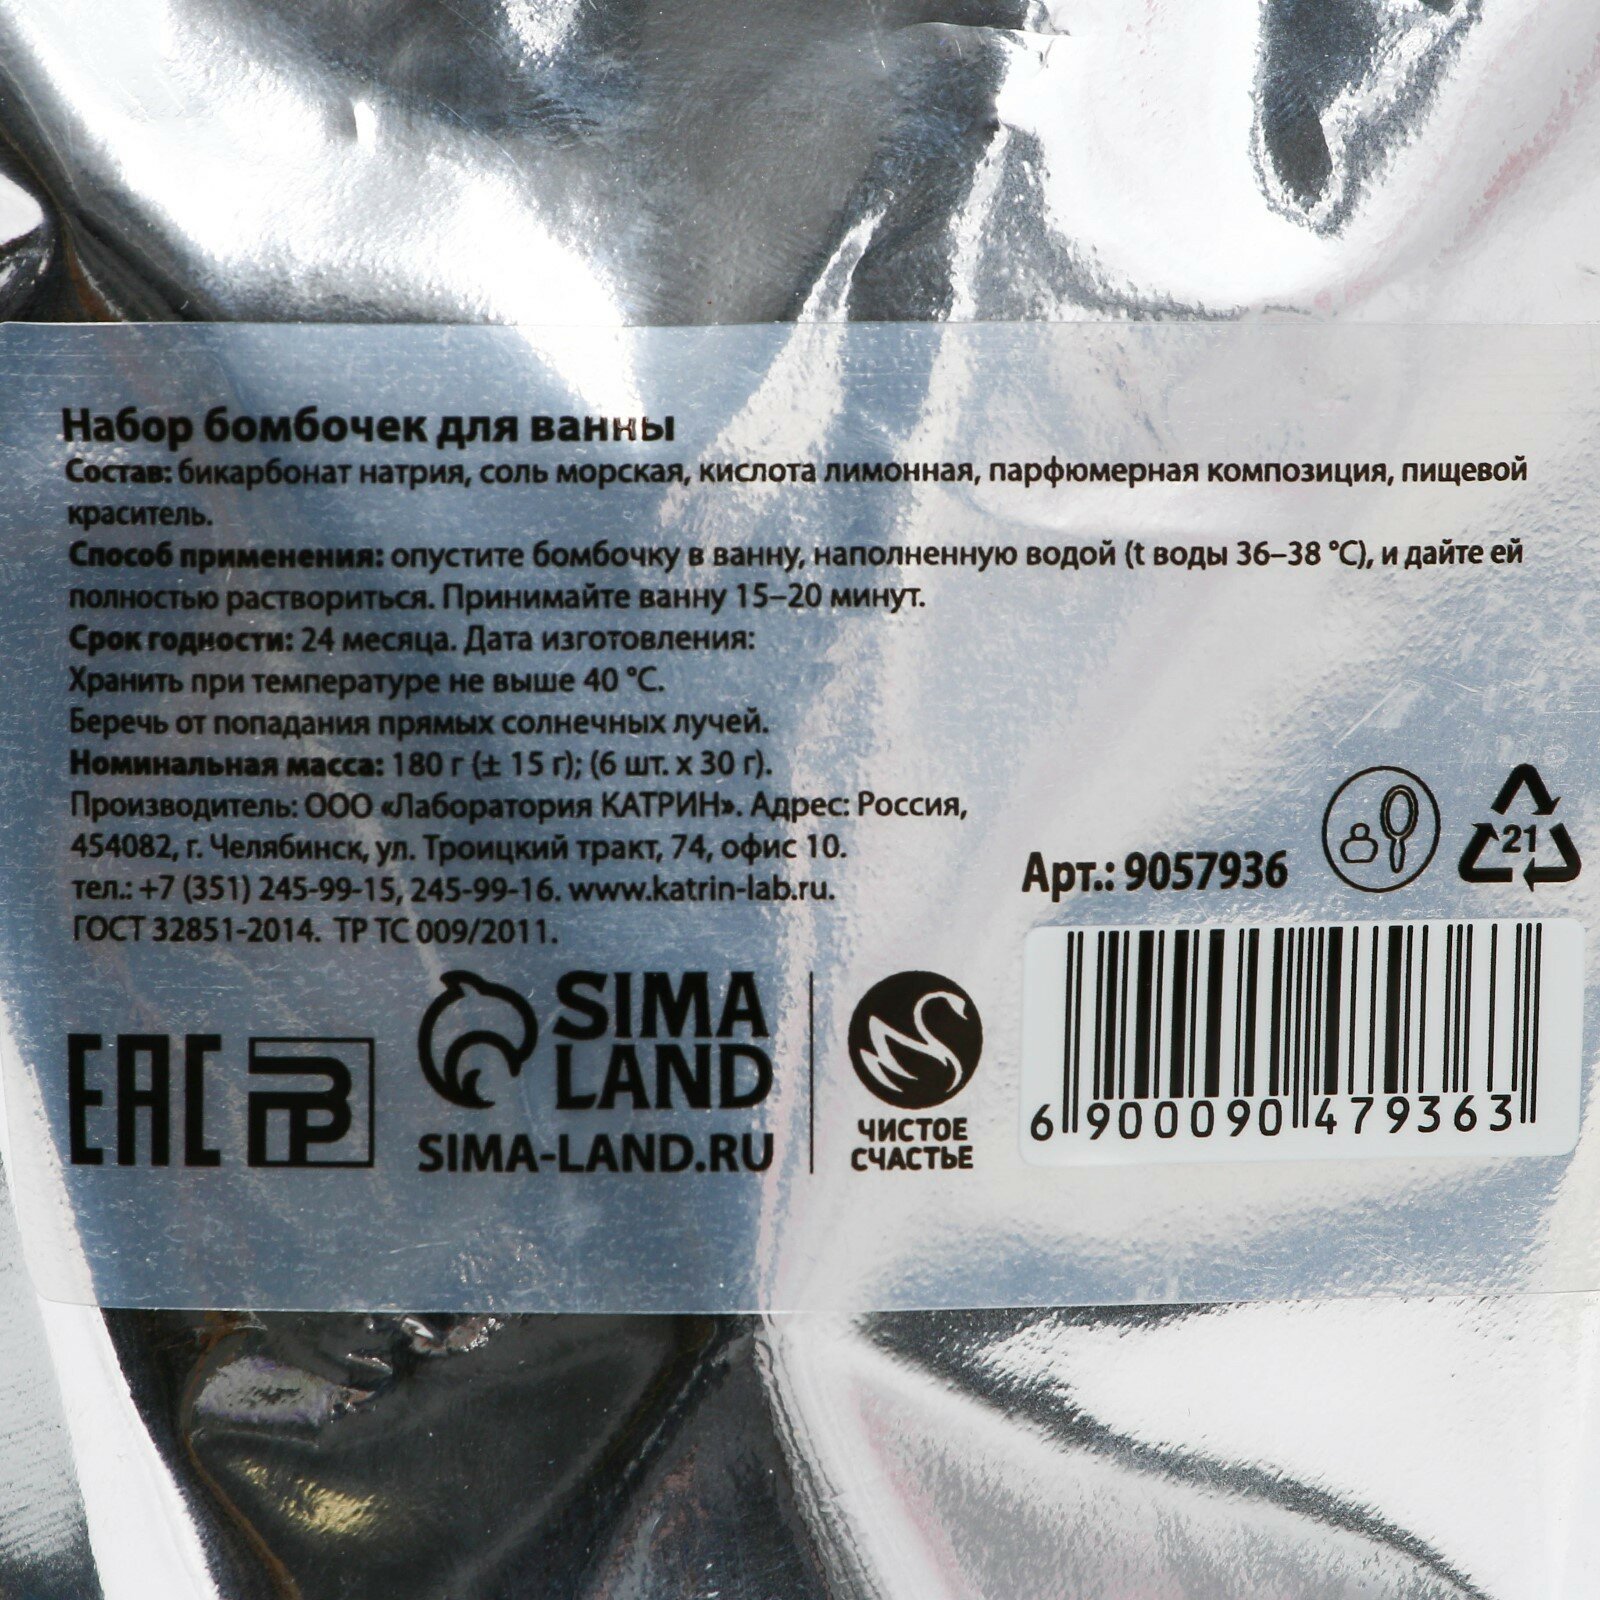 Набор бомбочек для ванны
Состав: бикарбонат натрия, соль морская, кислота лимонная, парфюмерная композиция, пищевой
краситель.
Способ применения: опустите бомбочку в ванну, наполненную водой (t воды 36–38 °C), и дайте ей
полностью раствориться. Принимайте ванну 15–20 минут.
Срок годности: 24 месяца. Дата изготовления:
Хранить при температуре не выше 40 °C.
Беречь от попадания прямых солнечных лучей.
Номинальная масса: 180 г (± 15 г); (6 шт. х 30 г).
Производитель: ООО «Лаборатория КАТРИН». Адрес: Россия,
454082, г. Челябинск, ул. Троицкий тракт, 74, офис 10.
тел.: +7 (351) 245-99-15, 245-99-16. www.katrin-lab.ru.
ГОСТ 32851-2014. ТР ТС 009/2011.
Арт.: 9057936
21
EAC
SIMA
LAND
SIMA-LAND.RU
ЧИСТОЕ
СЧАСТЬЕ
6 900090 479363